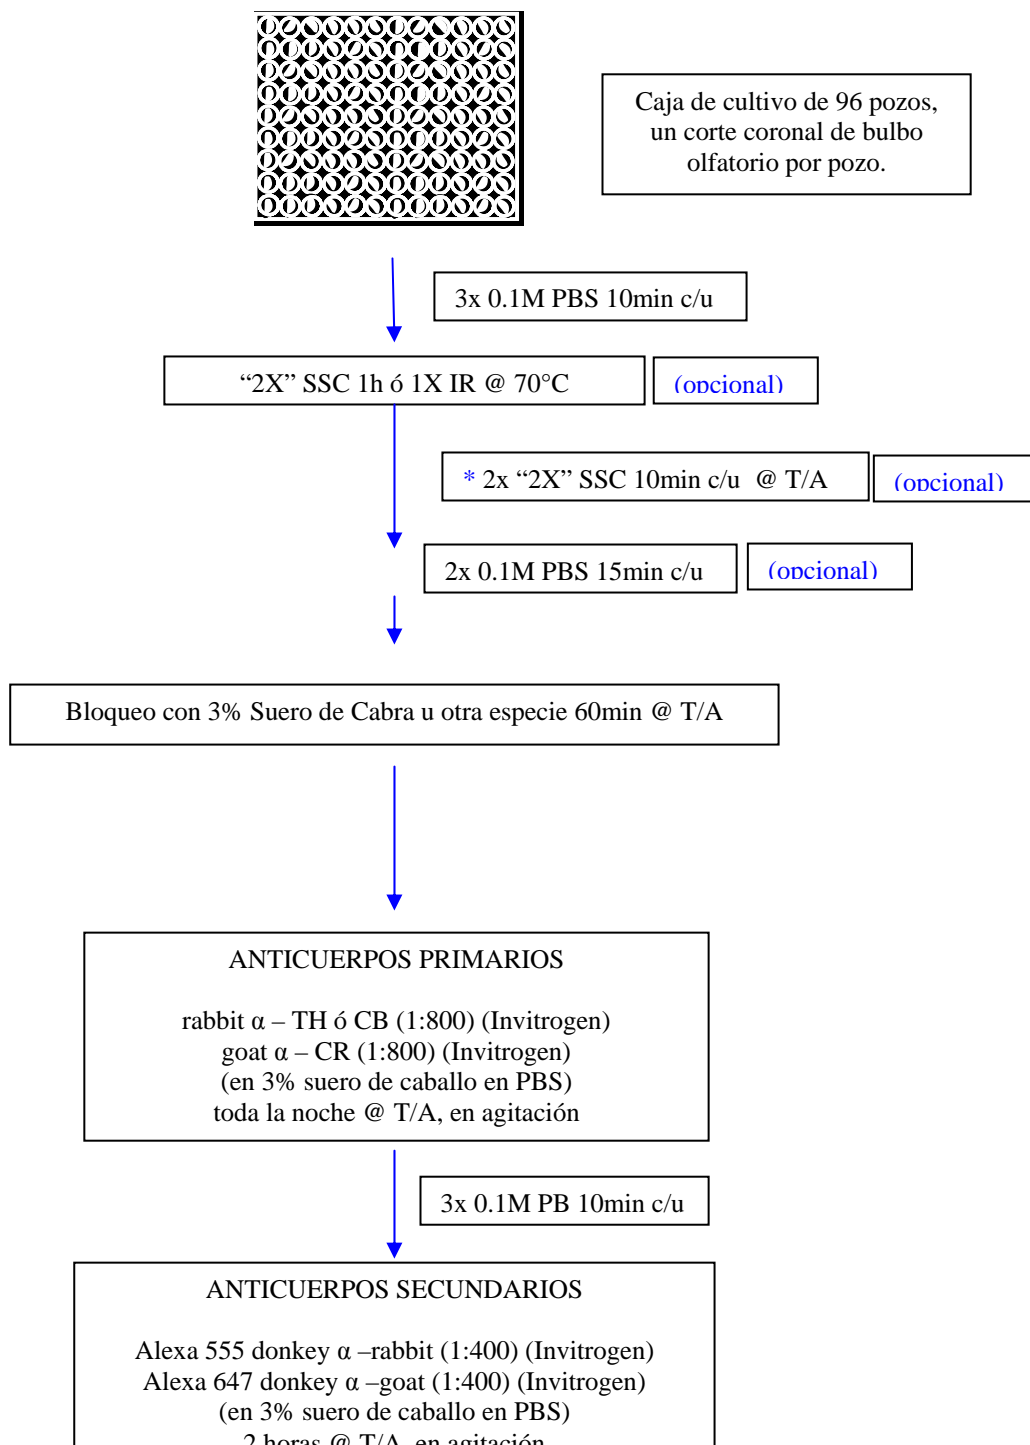 Caja de cultivo de 96 pozos,
un corte coronal de bulbo
olfatorio por pozo.
3x 0.1M PBS 10min c/u
“2X” SSC 1h ó 1X IR @ 70°C
(opcional)
* 2x “2X” SSC 10min c/u @ T/A
(opcional)
2x 0.1M PBS 15min c/u
(opcional)
Bloqueo con 3% Suero de Cabra u otra especie 60min @ T/A
ANTICUERPOS PRIMARIOS
rabbit α – TH ó CB (1:800) (Invitrogen)
goat α – CR (1:800) (Invitrogen)
(en 3% suero de caballo en PBS)
toda la noche @ T/A, en agitación
3x 0.1M PB 10min c/u
ANTICUERPOS SECUNDARIOS
Alexa 555 donkey α –rabbit (1:400) (Invitrogen)
Alexa 647 donkey α –goat (1:400) (Invitrogen)
(en 3% suero de caballo en PBS)
2 horas @ T/A, en agitación